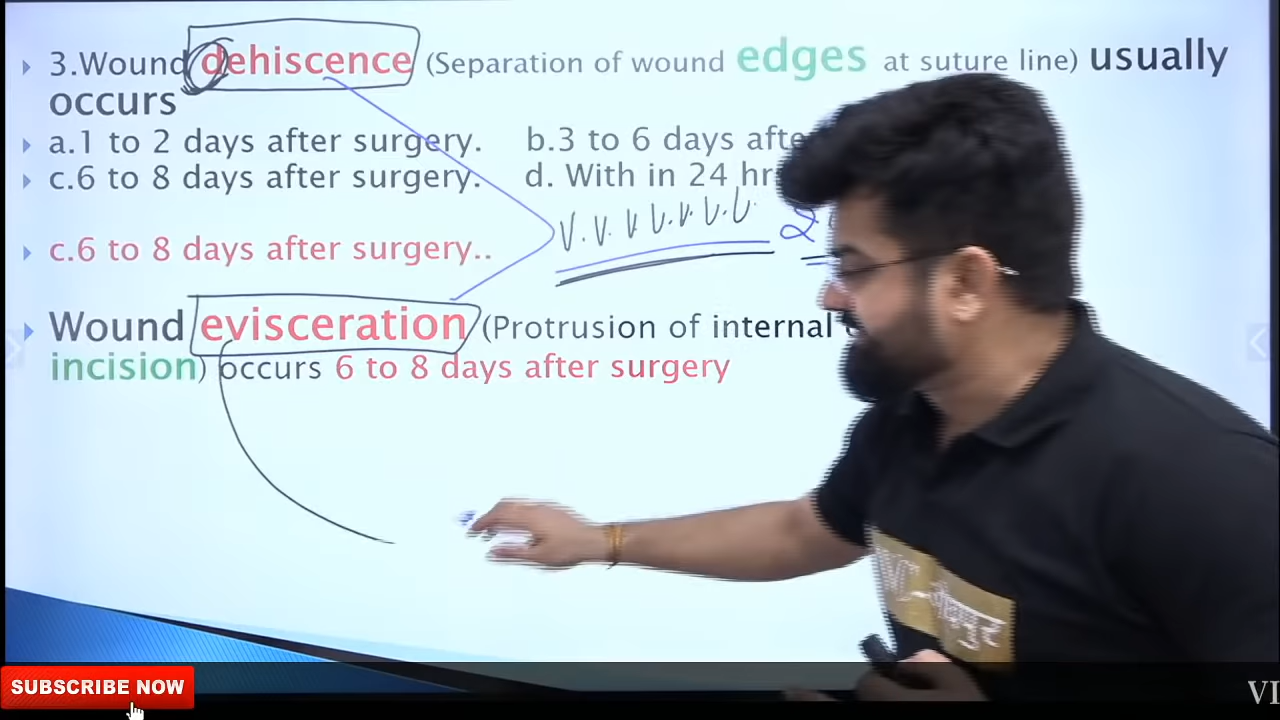 3.Wound dehiscence (Separation of wound edges at suture line) usually
occurs
a.1 to 2 days after surgery. b.3 to 6 days afte
c.6 to 8 days after surgery. d. With in 24 hr
V. V. V V. V. V. V.
2
c.6 to 8 days after surgery..
Wound evisceration (Protrusion of internal
incision) occurs 6 to 8 days after surgery
SUBSCRIBE NOW
VI